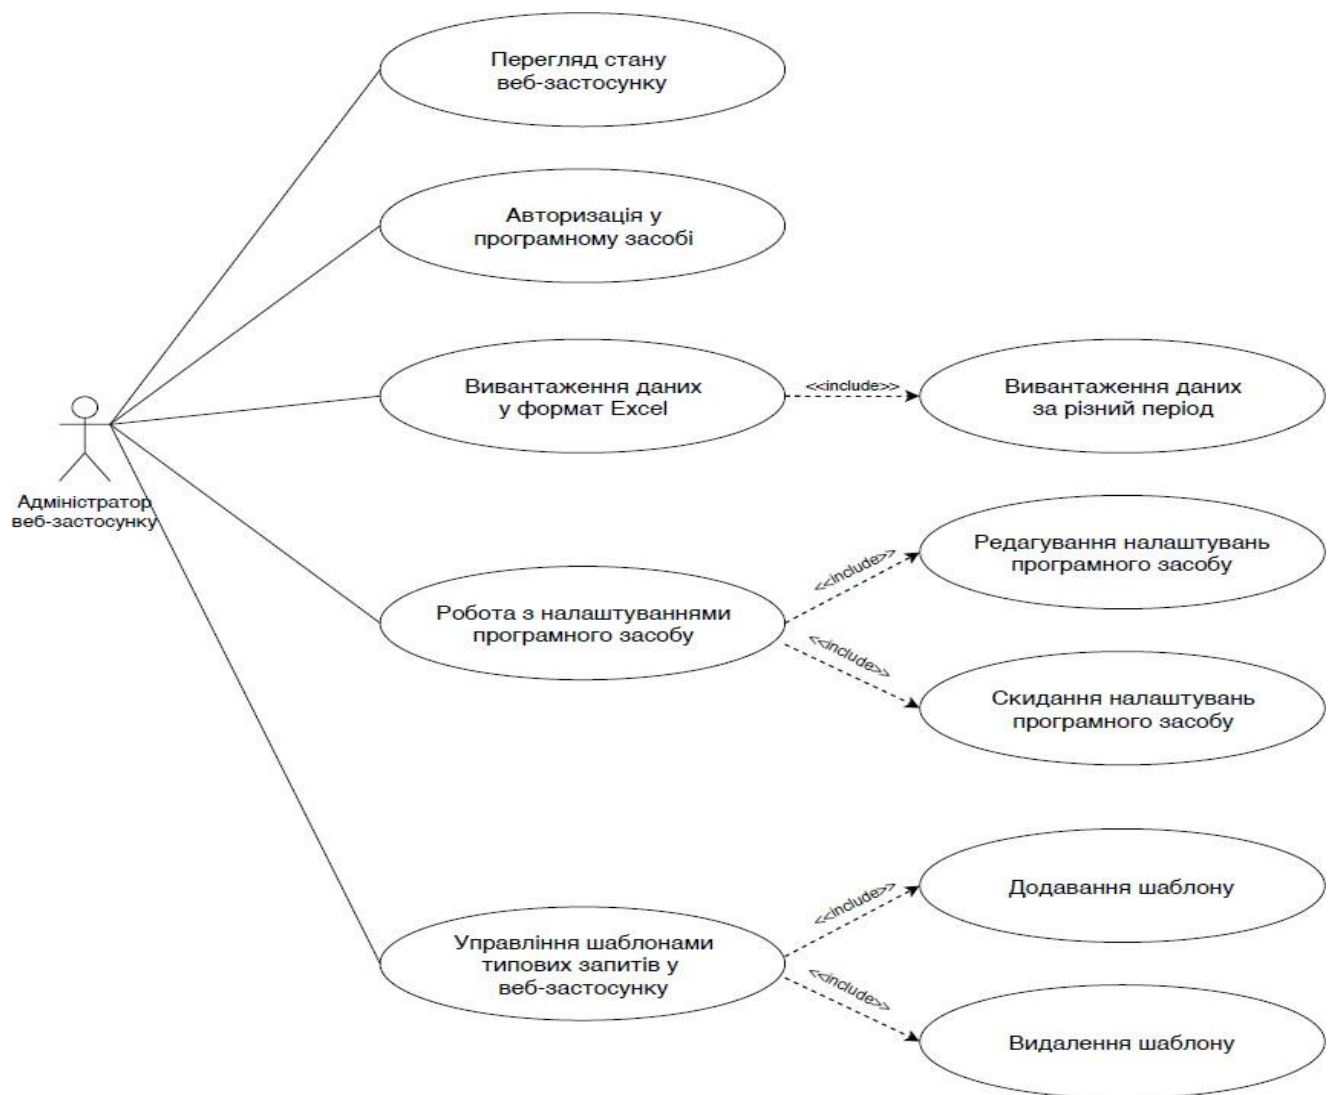 Перегляд стану
веб-застосунку
Авторизація у
програмному засобі
Вивантаження даних
у формат Excel
<<include>>
Вивантаження даних
за різний період
Адміністратор
веб-застосунку
Робота з налаштуваннями
програмного засобу
<<include>>
Редагування налаштувань
програмного засобу
<<include>>
Скидання налаштувань
програмного засобу
Управління шаблонами
типових запитів у
веб-застосунку
<<include>>
Додавання шаблону
<<include>>
Видалення шаблону